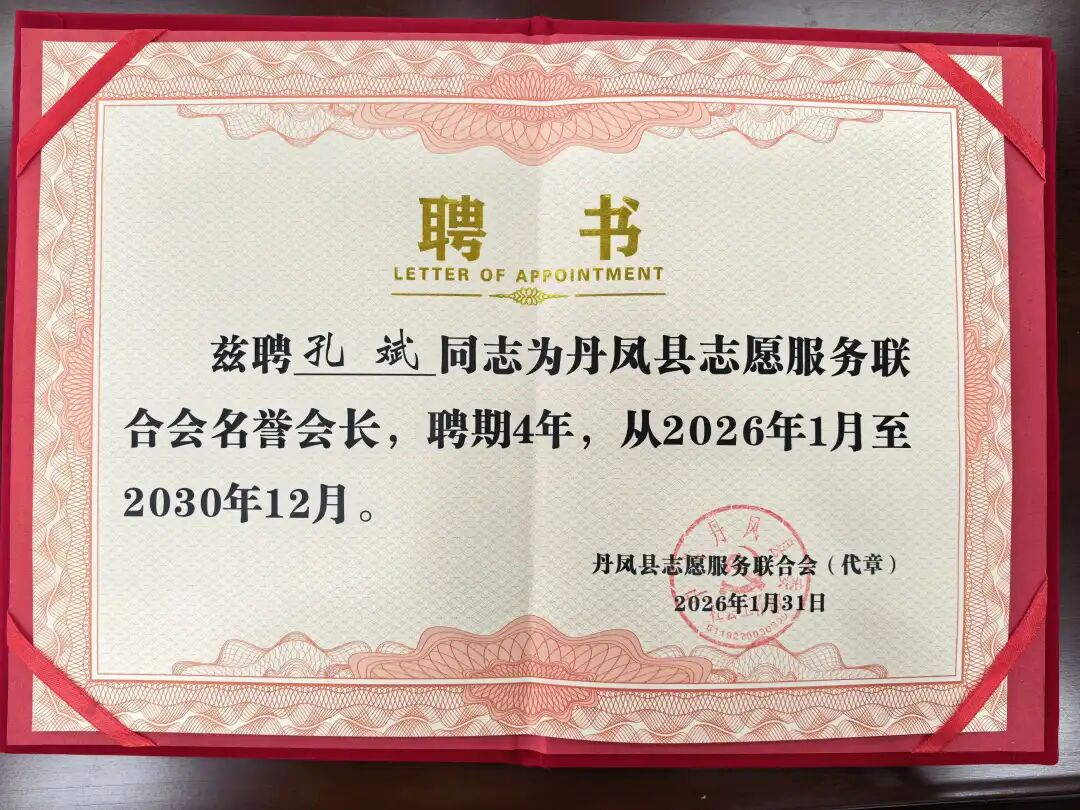 聘 书
LETTER OF APPOINTMENT
兹聘孔 斌同志为丹凤县志愿服务联
合会名誉会长，聘期4年，从2026年1月至
2030年12月。
丹凤县志愿服务联合会（代章）
2026年1月31日